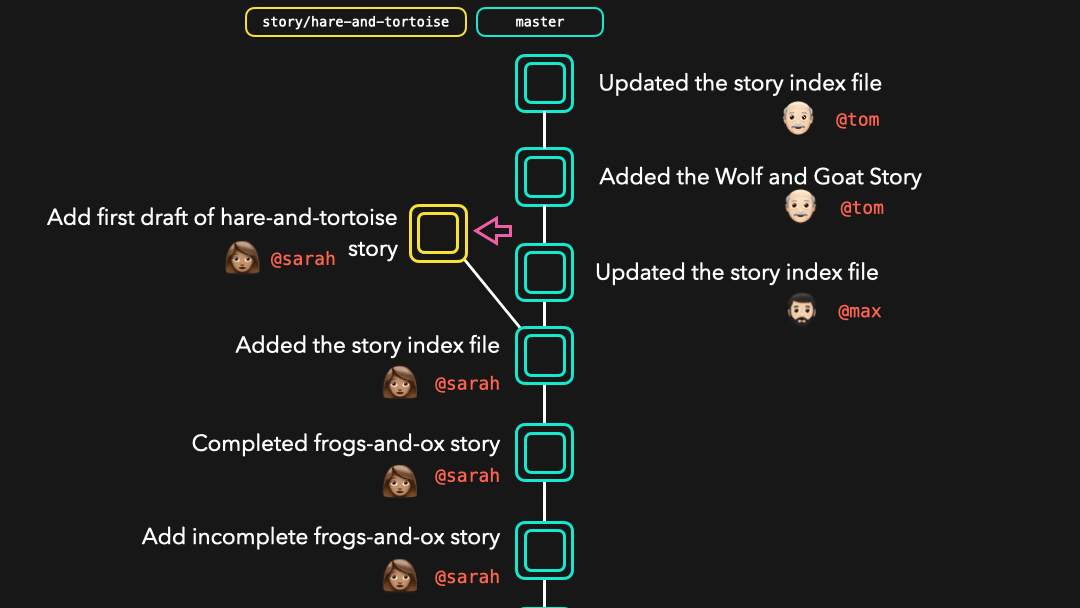 story/hare-and-tortoise
master
Updated the story index file
@tom
Added the Wolf and Goat Story
@tom
Add first draft of hare-and-tortoise
story
@sarah
Updated the story index file
@max
Added the story index file
@sarah
Completed frogs-and-ox story
@sarah
Add incomplete frogs-and-ox story
@sarah